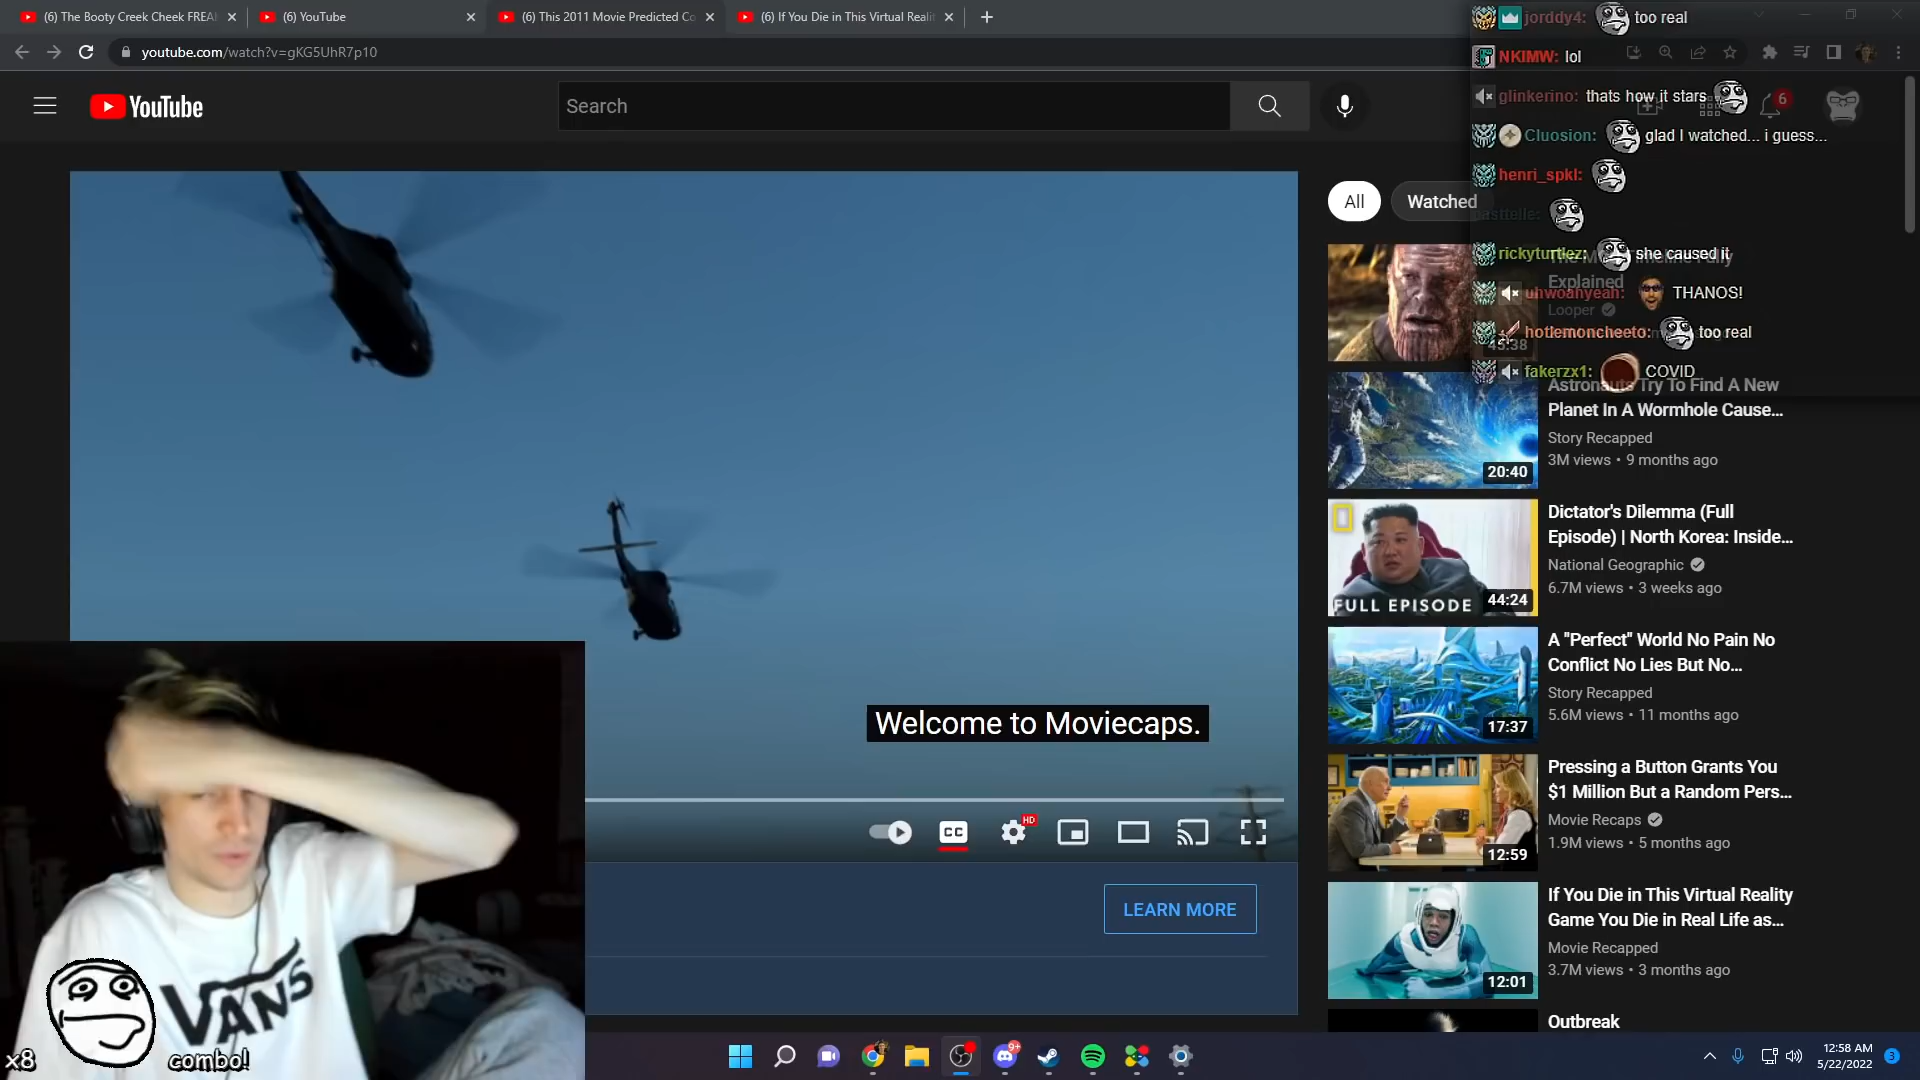 (6) The Booty Creek Cheek FREA
(6) YouTube
(6) This 2011 Movie Predicted Co
(6) If You Die in This Virtual Realit
youtube.com/watch?v=gKG5UhR7p10
YouTube
Search
6
jorddy4: too real
NKIMW: lol
glinkerino: thats how it stars
Cluosion: glad I watched... i guess...
henri_spkl:
rickyturtlez: she caused it
uhwoahyeah: THANOS!
hotlemoncheeto: too real
fakerzx1: COVID
All
Watched
Explained
Looper
45:38
Astronauts Try To Find A New
Planet In A Wormhole Cause...
Story Recapped
3M views • 9 months ago
20:40
Dictator's Dilemma (Full
Episode) | North Korea: Inside...
National Geographic
6.7M views • 3 weeks ago
FULL EPISODE
44:24
A "Perfect" World No Pain No
Conflict No Lies But No...
Story Recapped
5.6M views • 11 months ago
17:37
Pressing a Button Grants You
$1 Million But a Random Pers...
Movie Recaps
1.9M views • 5 months ago
12:59
If You Die in This Virtual Reality
Game You Die in Real Life as...
Movie Recapped
3.7M views • 3 months ago
12:01
Outbreak
Welcome to Moviecaps.
CC
HD
LEARN MORE
VANS
x8
combo!
9+
12:58 AM
5/22/2022
3